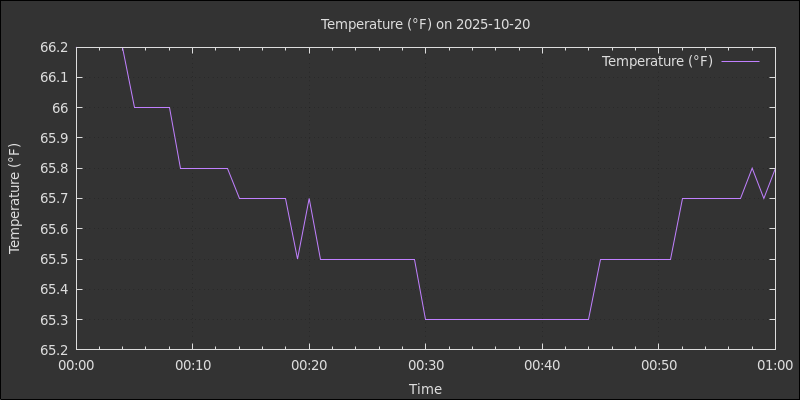 Temperature (°F) on 2025-10-20
Temperature (°F)
66.2
66.1
66
65.9
65.8
65.7
65.6
65.5
65.4
65.3
65.2
Temperature (°F)
00:00 00:10 00:20 00:30 00:40 00:50 01:00
Time